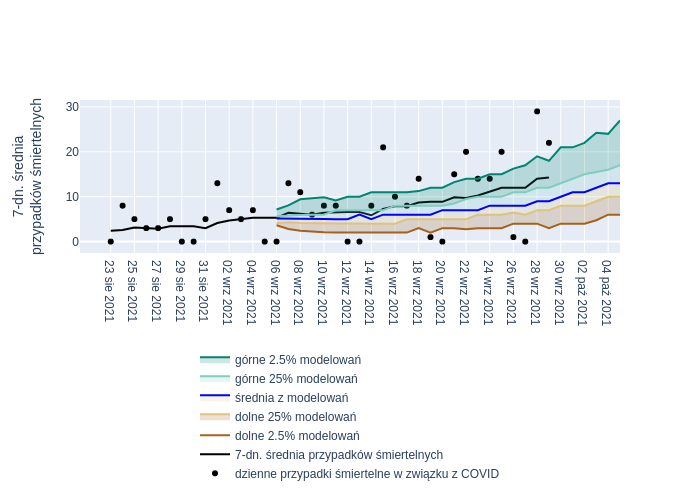 7-dn. średnia
przypadków śmiertelnych
30
20
10
0
23 sie 2021
25 sie 2021
27 sie 2021
29 sie 2021
31 sie 2021
02 wrz 2021
04 wrz 2021
06 wrz 2021
08 wrz 2021
10 wrz 2021
12 wrz 2021
14 wrz 2021
16 wrz 2021
18 wrz 2021
20 wrz 2021
22 wrz 2021
24 wrz 2021
26 wrz 2021
28 wrz 2021
30 wrz 2021
02 paź 2021
04 paź 2021
górne 2.5% modelowań
górne 25% modelowań
średnia z modelowań
dolne 25% modelowań
dolne 2.5% modelowań
7-dn. średnia przypadków śmiertelnych
dzienne przypadki śmiertelne w związku z COVID